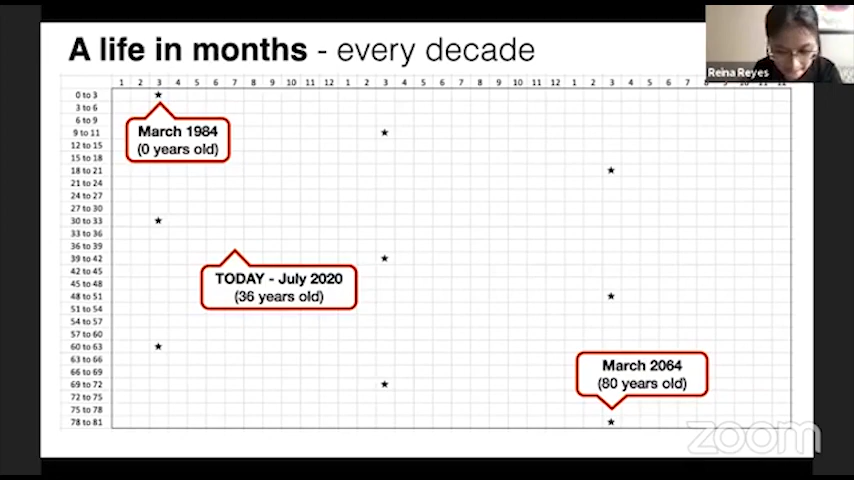 A life in months - every decade
Reina Reyes
1 2 3 4 5 6 7 8 9 10 11 12 1 2 3 4 5 6 7 8 9 10 11 12 1 2 3 4 5 6 7
0 to 3
3 to 6
6 to 9
9 to 11
12 to 15
15 to 18
18 to 21
21 to 24
24 to 27
27 to 30
30 to 33
33 to 36
36 to 39
39 to 42
42 to 45
45 to 48
48 to 51
51 to 54
54 to 57
57 to 60
60 to 63
63 to 66
66 to 69
69 to 72
72 to 75
75 to 78
78 to 81
March 1984
(0 years old)
TODAY - July 2020
(36 years old)
March 2064
(80 years old)
zoom